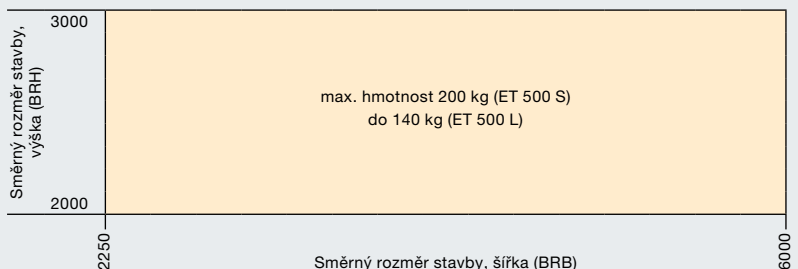 3000
Směrný rozměr stavby,
výška (BRH)
max. hmotnost 200 kg (ET 500 S)
do 140 kg (ET 500 L)
2000
2250
Směrný rozměr stavby, šířka (BRB)
6000